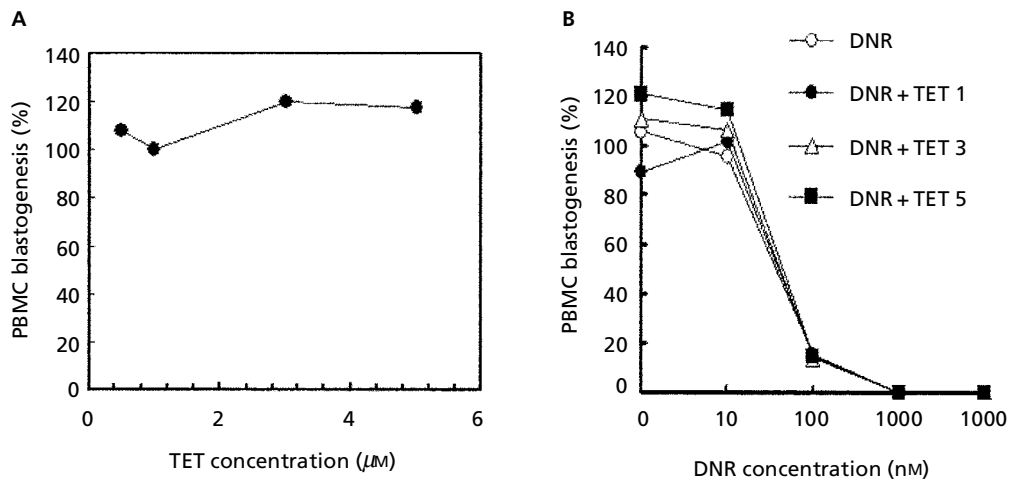 A
PBMC blastogenesis (%)
140
120
100
80
60
40
20
0
0 2 4 6
TET concentration (μM)
B
PBMC blastogenesis (%)
140
120
100
80
60
40
20
0
0 10 100 1000 1000
DNR concentration (nM)
DNR
DNR + TET 1
DNR + TET 3
DNR + TET 5